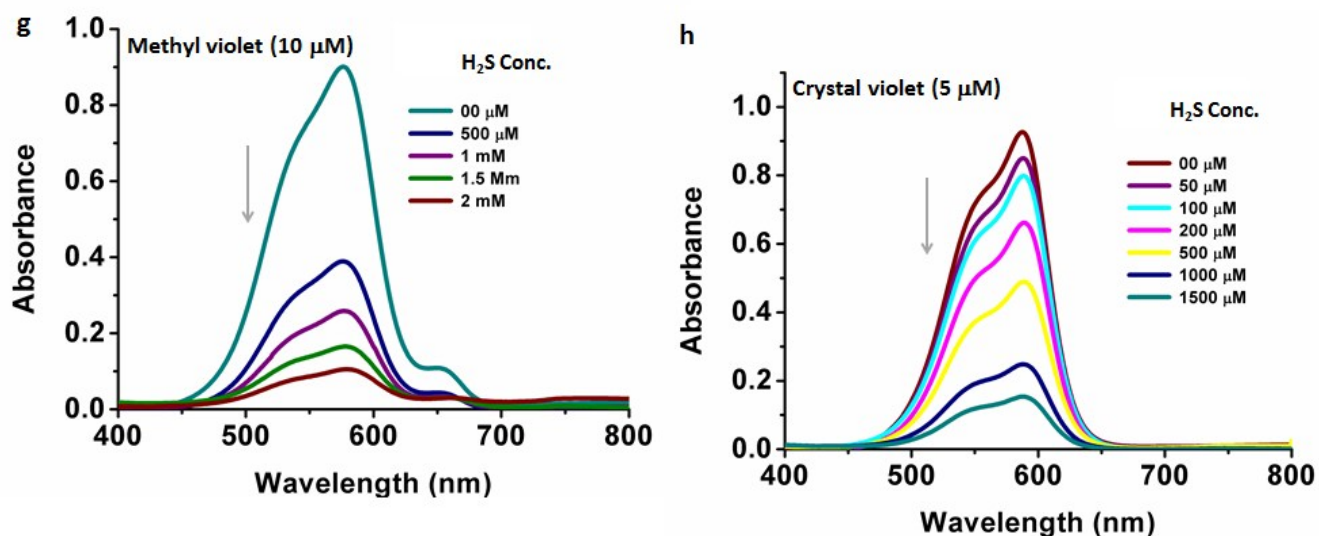 g
Methyl violet (10 μM)
H₂S Conc.
00 μM
500 μM
1 mM
1.5 Mm
2 mM
1.0
0.8
0.6
0.4
0.2
0.0
Absorbance
400
500
600
700
800
Wavelength (nm)
h
Crystal violet (5 μM)
H₂S Conc.
00 μM
50 μM
100 μM
200 μM
500 μM
1000 μM
1500 μM
1.0
0.8
0.6
0.4
0.2
0.0
Absorbance
400
500
600
700
800
Wavelength (nm)